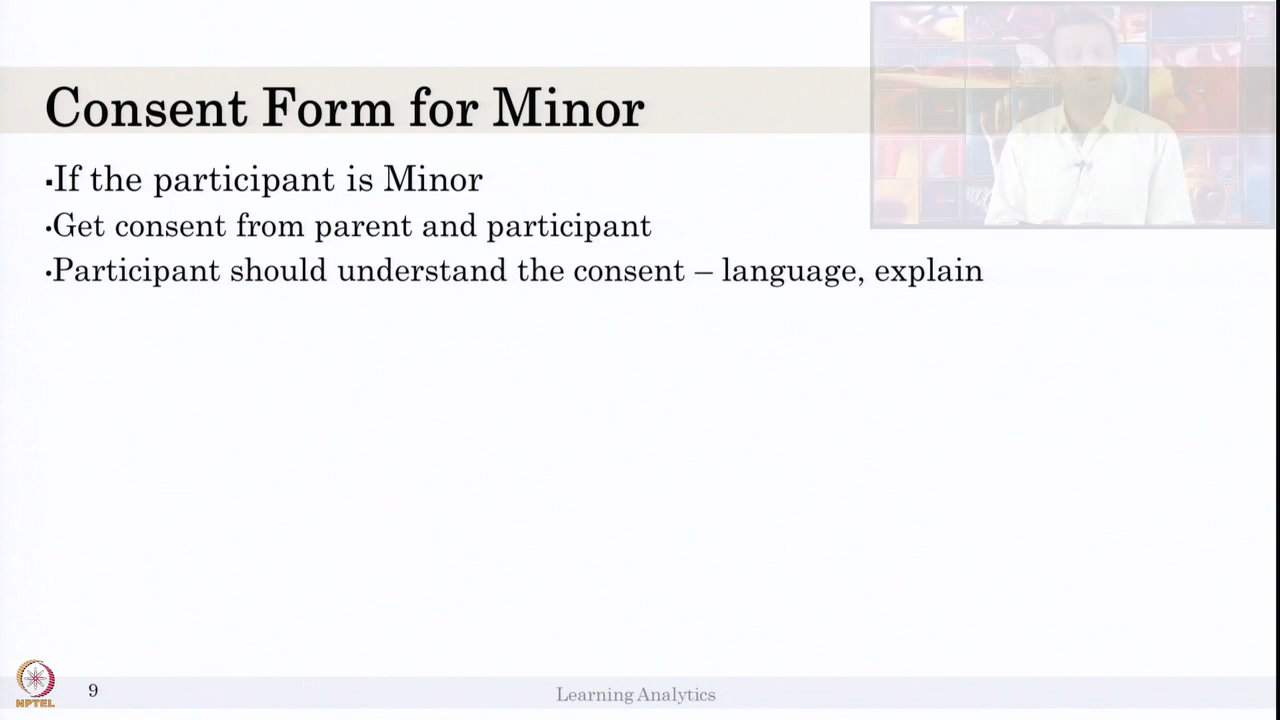 Consent Form for Minor
▪If the participant is Minor
•Get consent from parent and participant
•Participant should understand the consent – language, explain
NPTEL
9
Learning Analytics